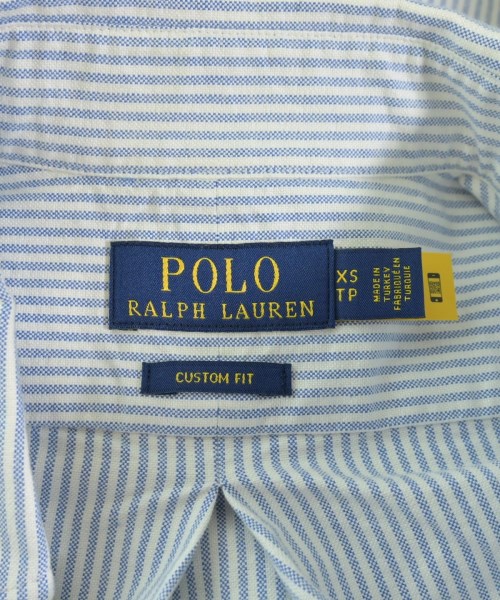 POLO
RALPH LAUREN
XS
TP
MADE IN
TURKEY
FABRIQUÉ EN
TURQUIE
CUSTOM FIT